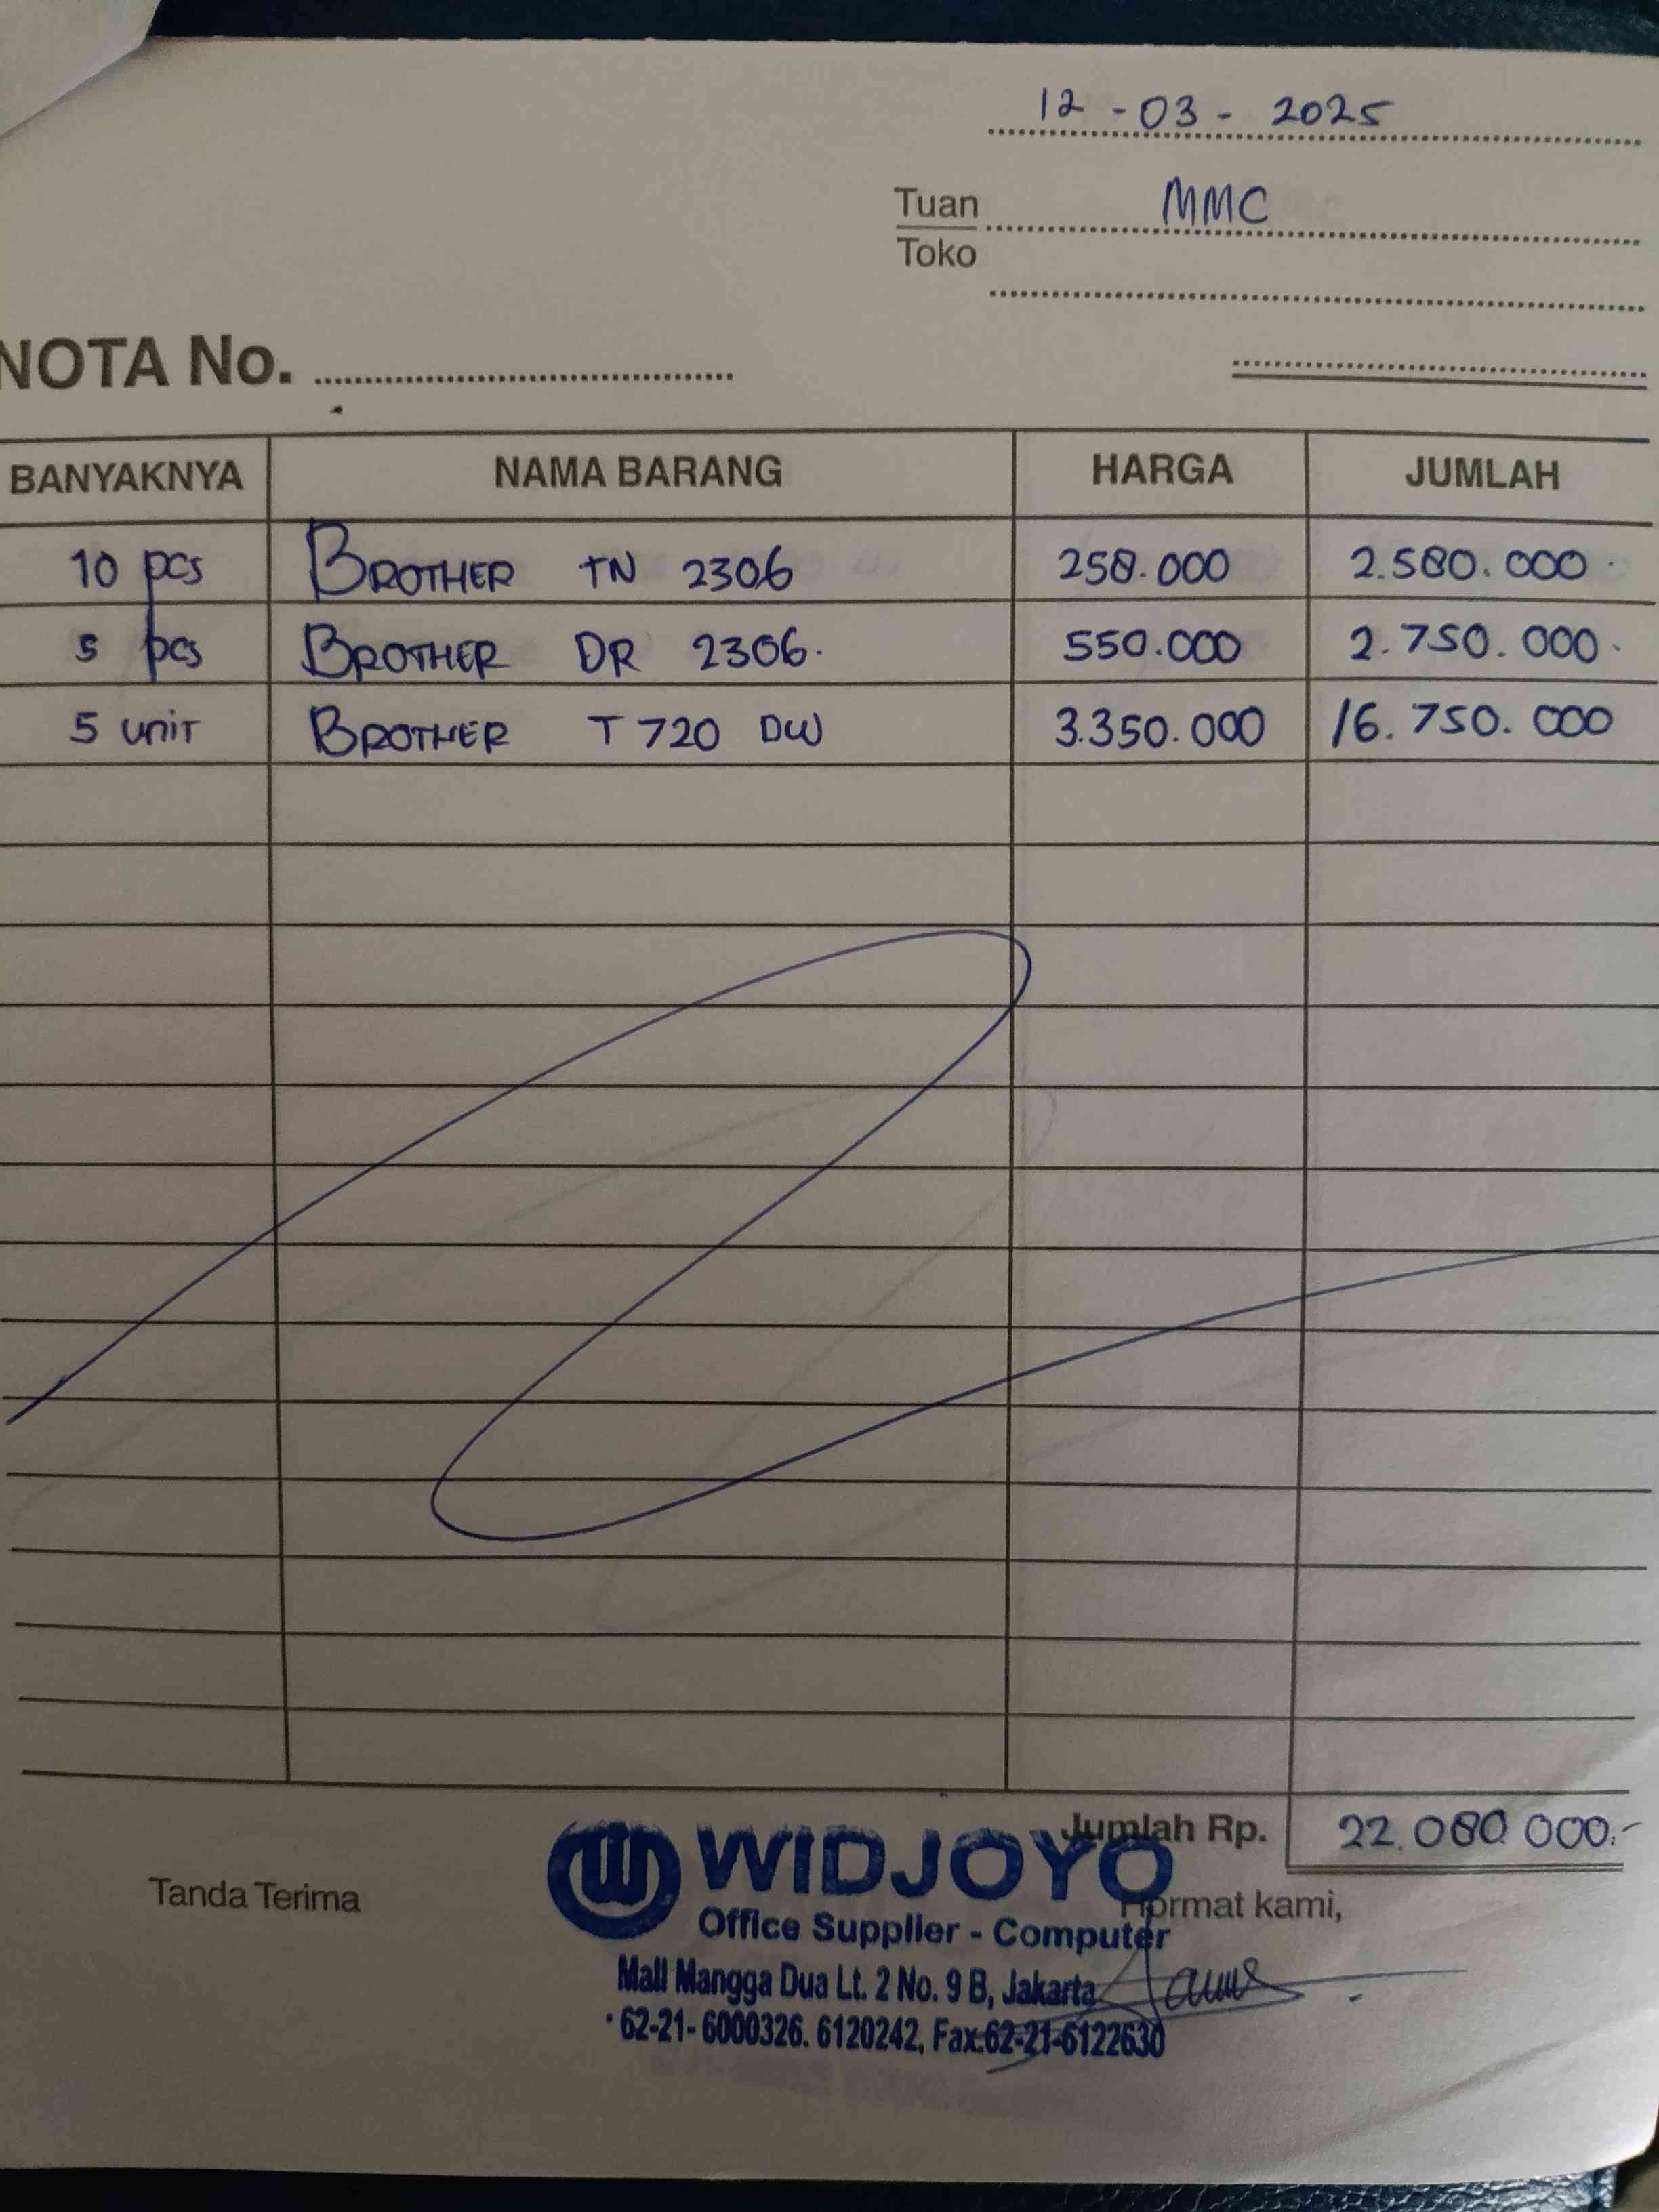 12 - 03 - 2025
Tuan MMC
Toko
NOTA No.
BANYAKNYA NAMA BARANG HARGA JUMLAH
10 pcs BROTHER TN 2306 258.000 2.580.000
5 pcs BROTHER DR 2306. 550.000 2.750.000
5 unit BROTHER T 720 DW 3.350.000 16.750.000
Jumlah Rp. 22.080.000.-
Tanda Terima
Hormat kami,
WIDJOYO
Office Supplier - Computer
Mall Mangga Dua Lt. 2 No. 9 B, Jakarta
62-21- 6000326. 6120242, Fax.62-21-6122630